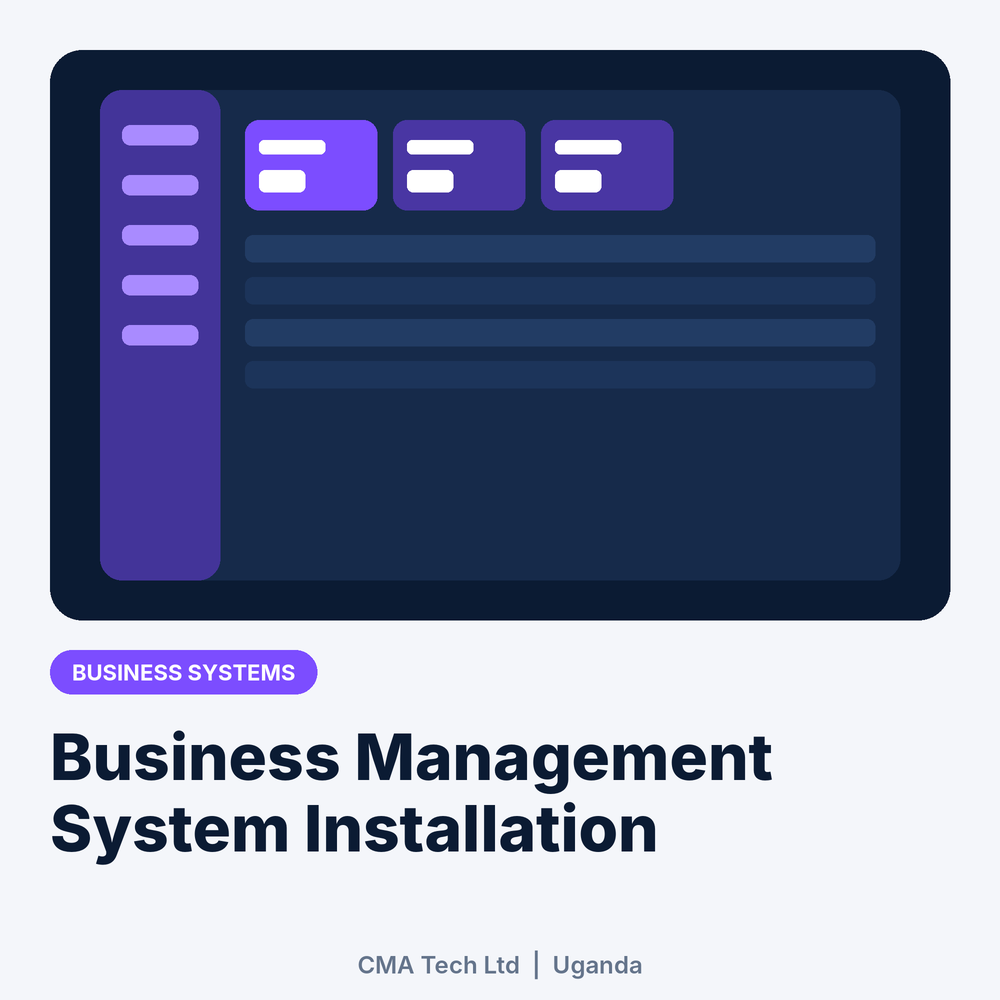 BUSINESS SYSTEMS
Business Management
System Installation
CMA Tech Ltd | Uganda